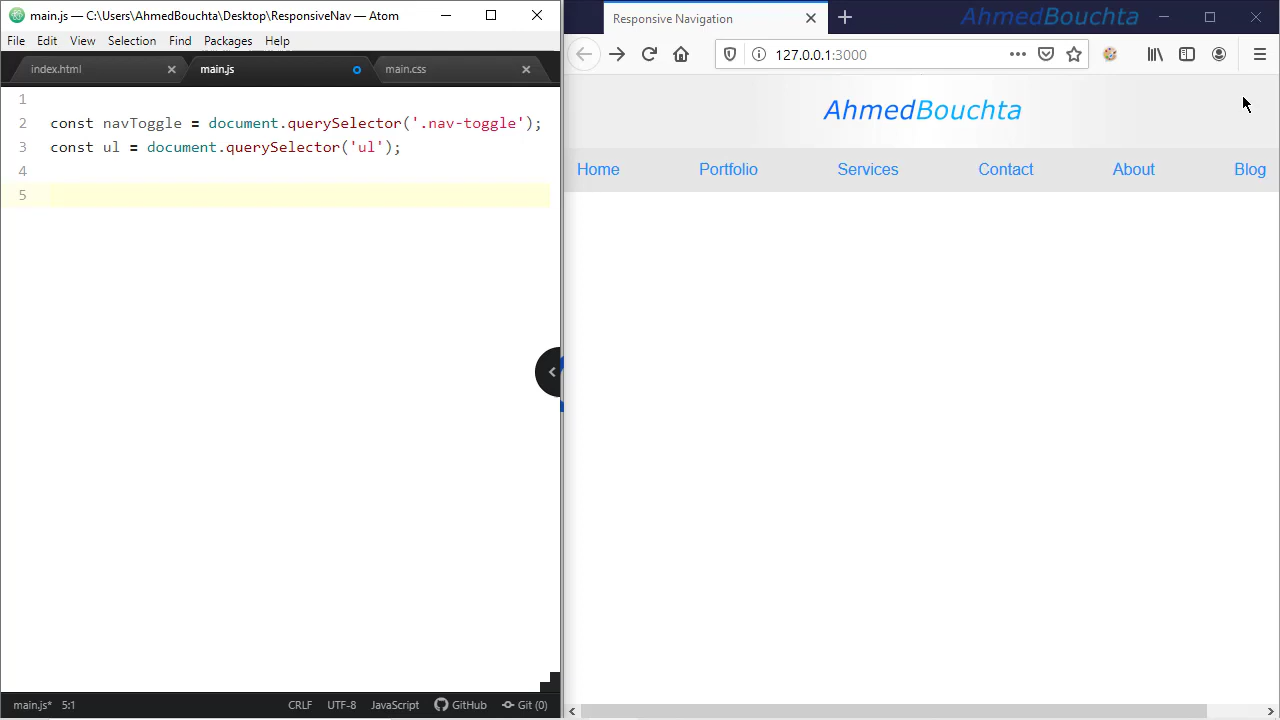 main.js — C:\Users\AhmedBouchta\Desktop\ResponsiveNav — Atom
File Edit View Selection Find Packages Help
index.html main.js main.css
1
2 const navToggle = document.querySelector('.nav-toggle');
3 const ul = document.querySelector('ul');
4
5
main.js* 5:1 CRLF UTF-8 JavaScript GitHub Git (0)
Responsive Navigation
AhmedBouchta
127.0.0.1:3000
AhmedBouchta
Home Portfolio Services Contact About Blog